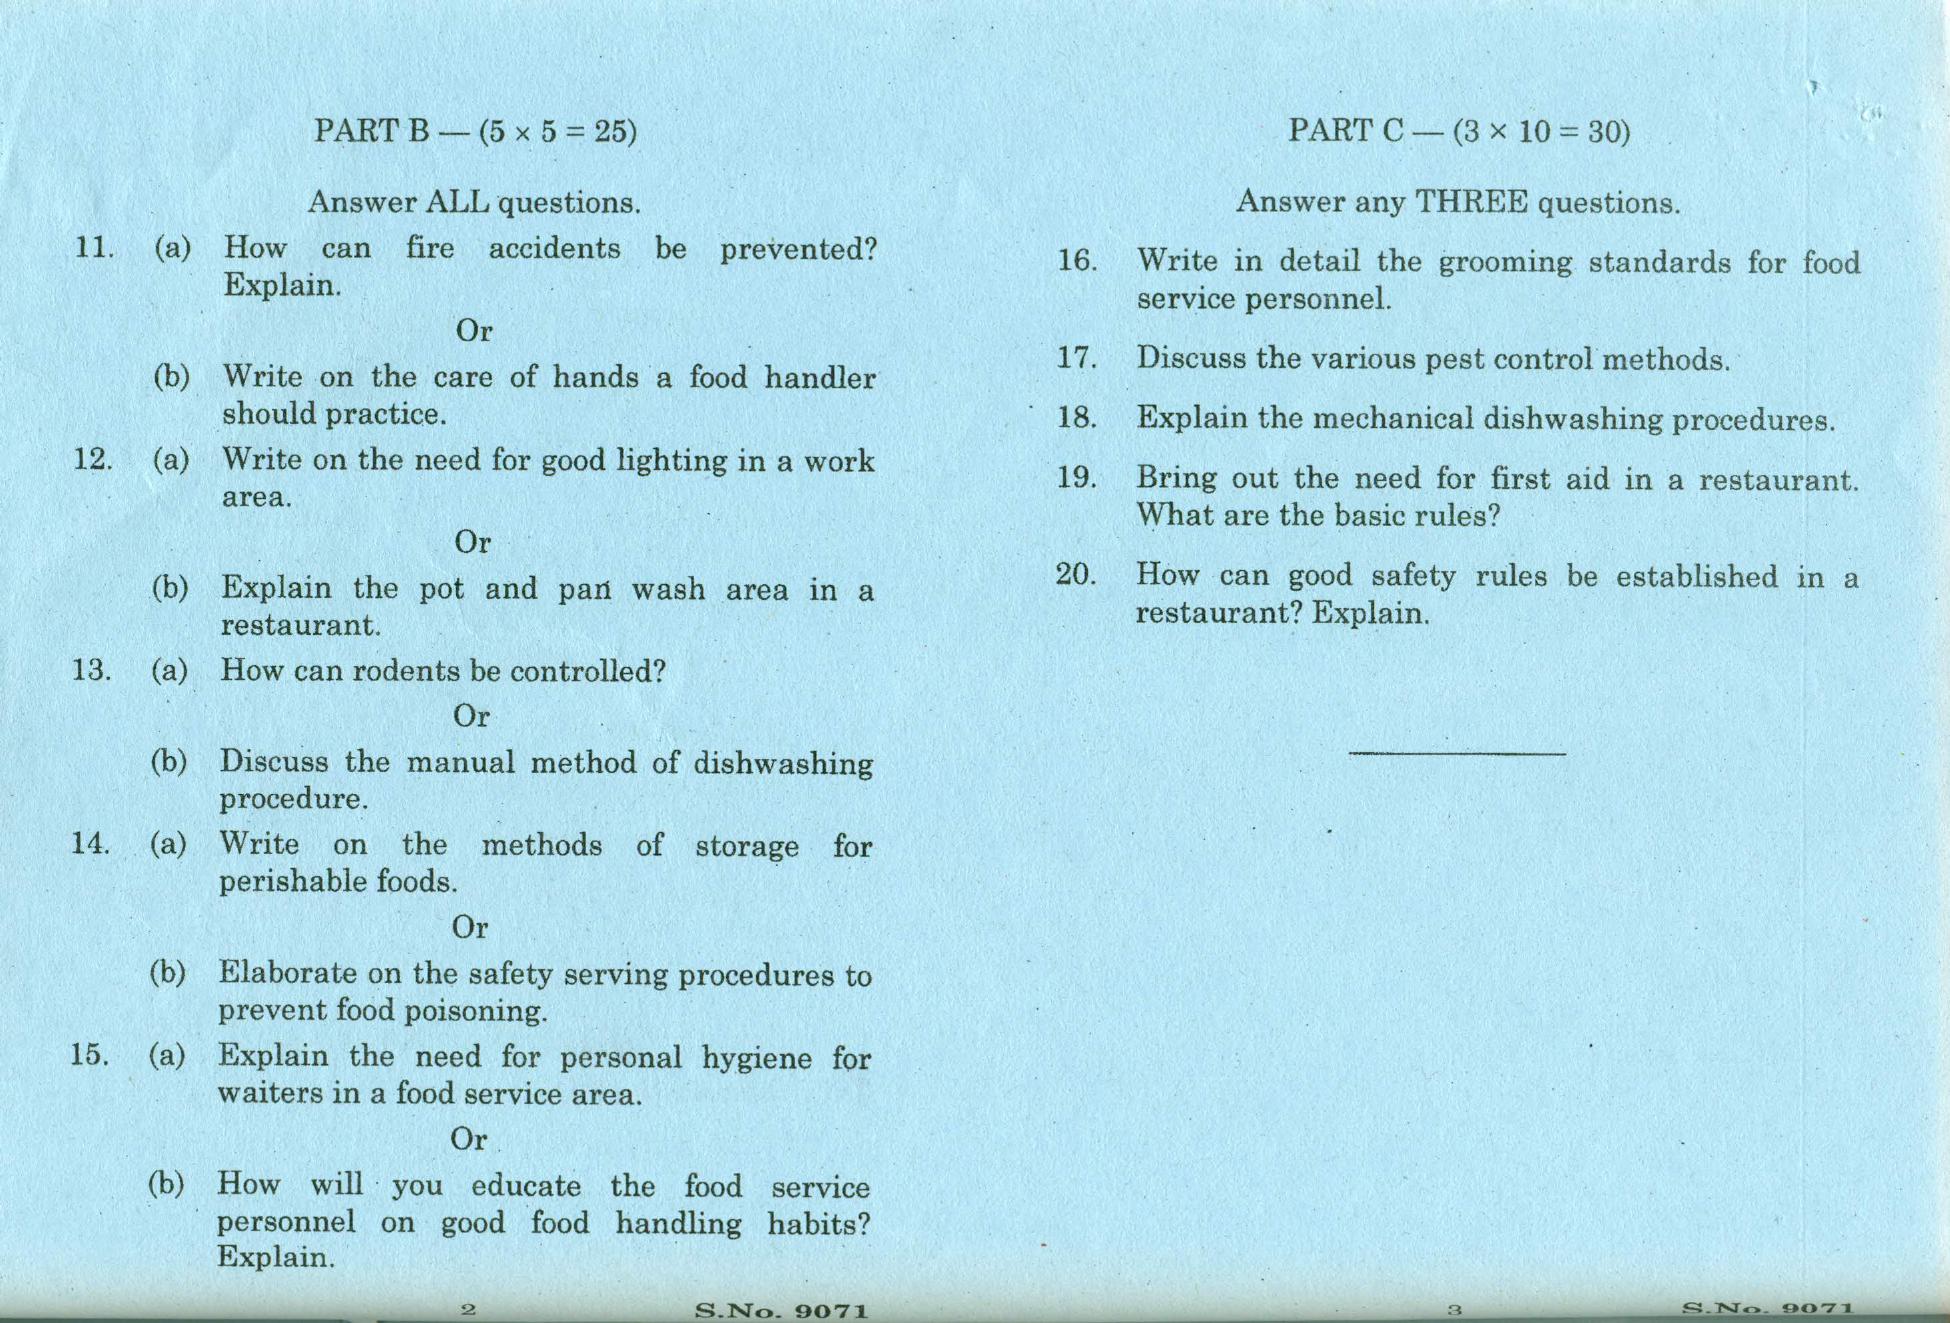 PART B — (5 × 5 = 25)
Answer ALL questions.
11. (a) How can fire accidents be prevented?
Explain.
Or
(b) Write on the care of hands a food handler
should practice.
12. (a) Write on the need for good lighting in a work
area.
Or
(b) Explain the pot and pan wash area in a
restaurant.
13. (a) How can rodents be controlled?
Or
(b) Discuss the manual method of dishwashing
procedure.
14. (a) Write on the methods of storage for
perishable foods.
Or
(b) Elaborate on the safety serving procedures to
prevent food poisoning.
15. (a) Explain the need for personal hygiene for
waiters in a food service area.
Or
(b) How will you educate the food service
personnel on good food handling habits?
Explain.
2 S.No. 9071
PART C — (3 × 10 = 30)
Answer any THREE questions.
16. Write in detail the grooming standards for food
service personnel.
17. Discuss the various pest control methods.
18. Explain the mechanical dishwashing procedures.
19. Bring out the need for first aid in a restaurant.
What are the basic rules?
20. How can good safety rules be established in a
restaurant? Explain.
3 S.No. 9071